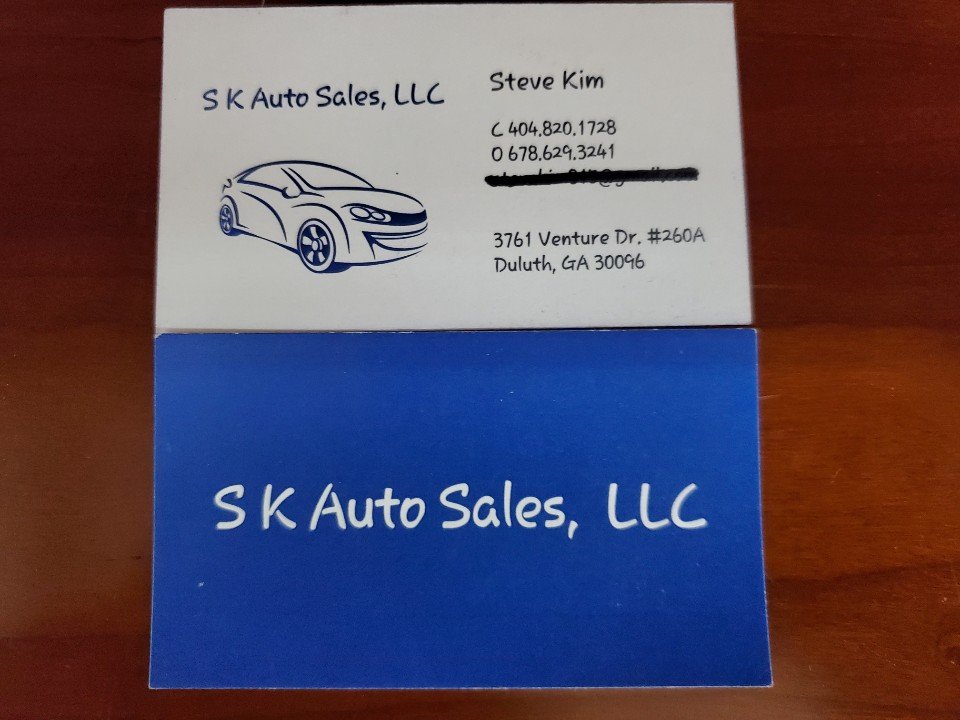 S K Auto Sales, LLC
Steve Kim
C 404.820.1728
O 678.629.3241
3761 Venture Dr. #260A
Duluth, GA 30096
S K Auto Sales, LLC